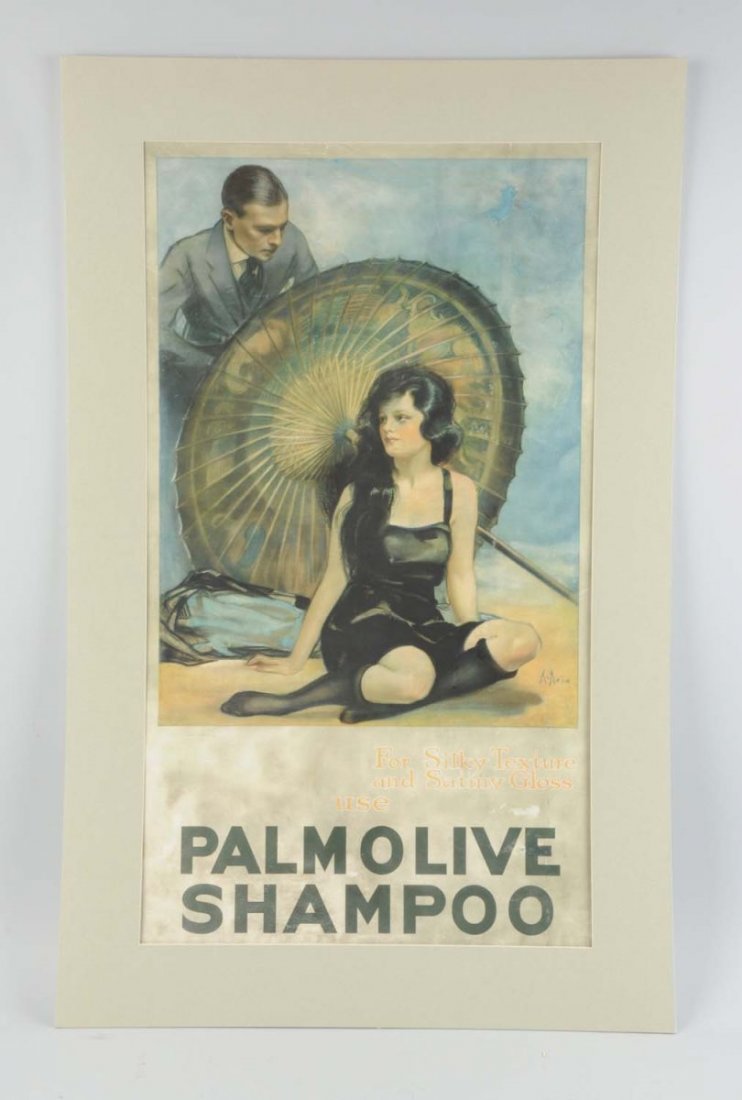 For Silky Texture
and Satiny Gloss
use
PALMOLIVE
SHAMPOO